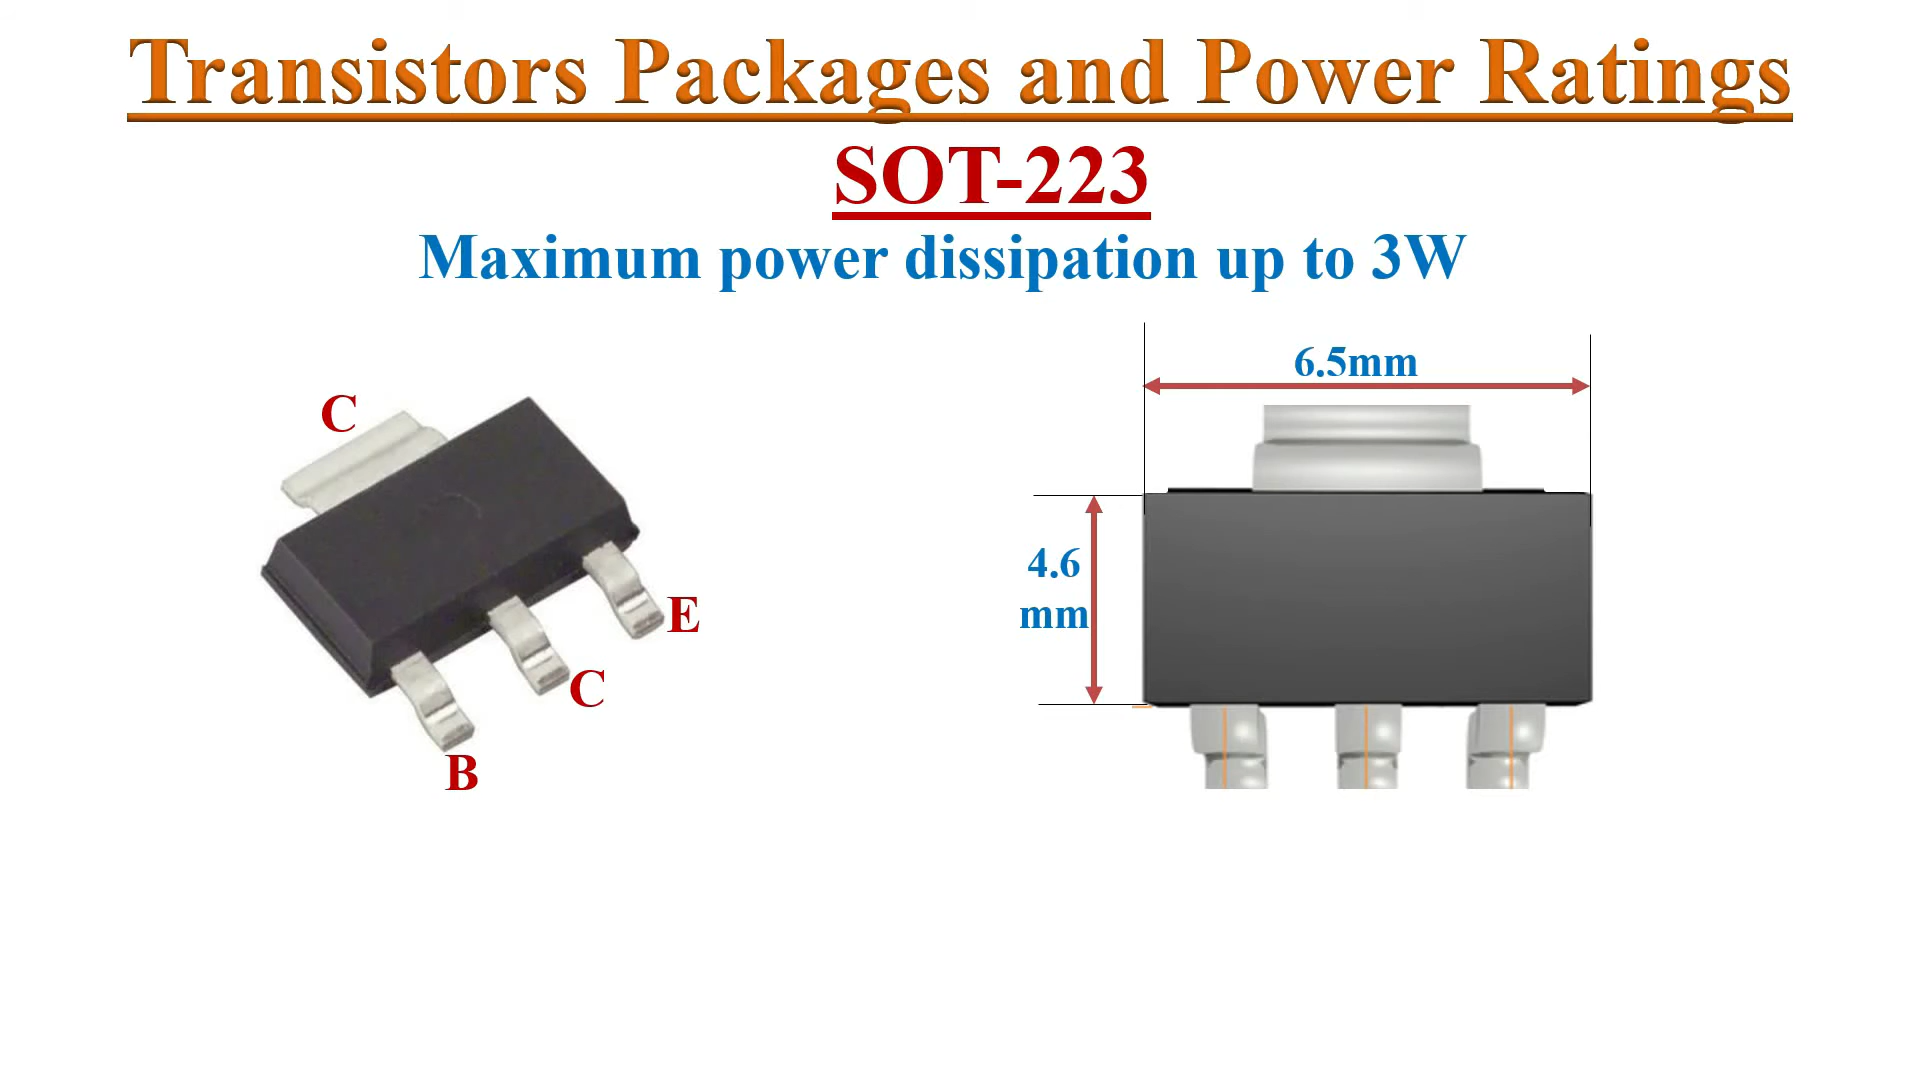 Transistors Packages and Power Ratings
SOT-223
Maximum power dissipation up to 3W
C
E
C
B
6.5mm
4.6
mm